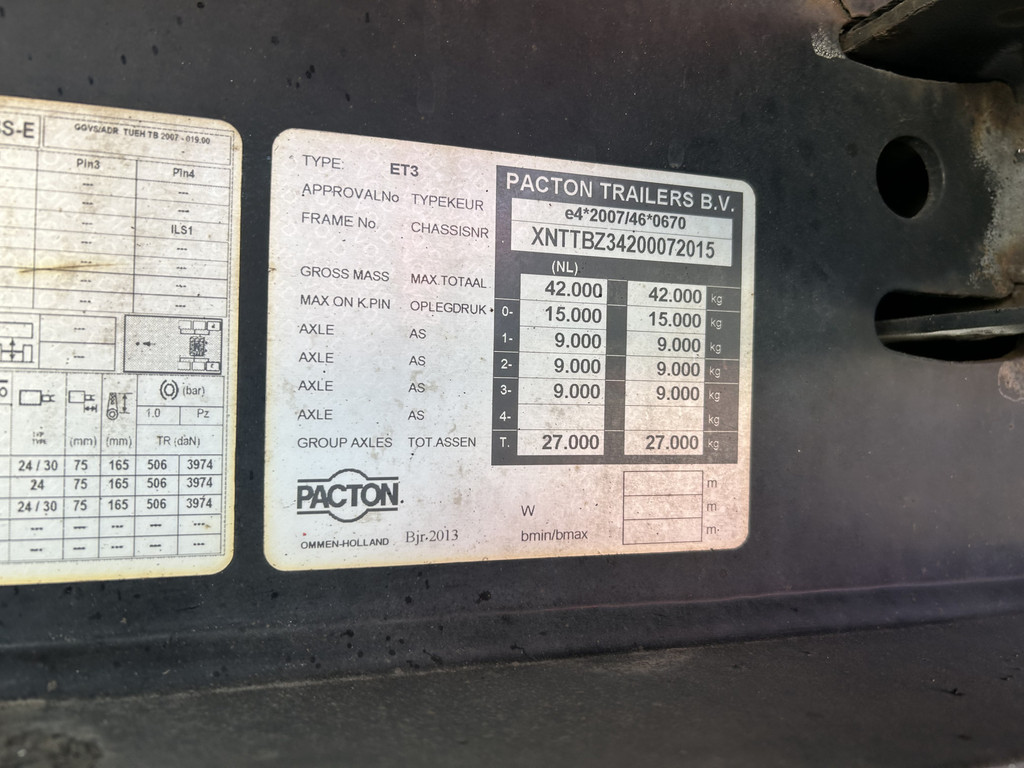 S-E GGVS/ADR TUEH TB 2007 - 019.00
Pin3 Pin4
--- ---
--- ---
--- ILS1
--- ---
--- ---
--- ---
---
---
(bar)
1.0 Pz
(mm) (mm) TR (daN)
24 / 30 75 165 506 3974
24 75 165 506 3974
24 / 30 75 165 506 3974
--- --- --- --- ---
--- --- --- --- ---
TYPE: ET3
PACTON TRAILERS B.V.
APPROVALNo TYPEKEUR e4*2007/46*0670
FRAME No. CHASSISNR XNTTBZ34200072015
(NL)
GROSS MASS MAX.TOTAAL 42.000 42.000 kg
MAX ON K.PIN OPLEGDRUK 0- 15.000 15.000 kg
AXLE AS 1- 9.000 9.000 kg
AXLE AS 2- 9.000 9.000 kg
AXLE AS 3- 9.000 9.000 kg
AXLE AS 4- kg
GROUP AXLES TOT.ASSEN T. 27.000 27.000 kg
PACTON
OMMEN-HOLLAND Bjr-2013
m
W m
bmin/bmax m